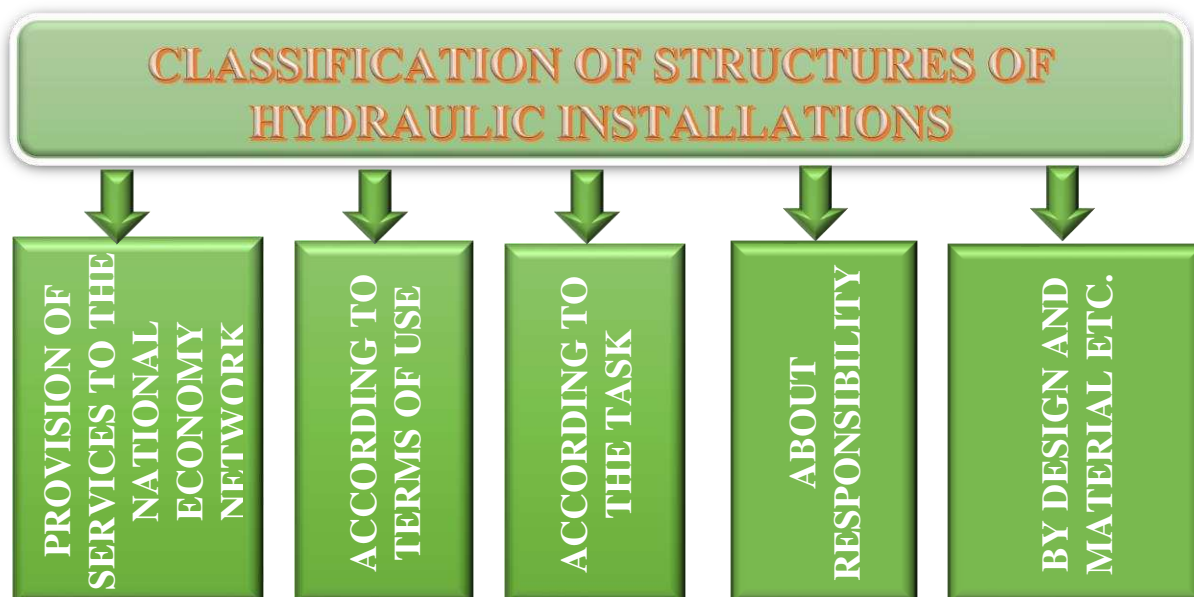 CLASSIFICATION OF STRUCTURES OF
HYDRAULIC INSTALLATIONS
PROVISION OF
SERVICES TO THE
NATIONAL
ECONOMY
NETWORK
ACCORDING TO
TERMS OF USE
ACCORDING TO
THE TASK
ABOUT
RESPONSIBILITY
BY DESIGN AND
MATERIAL ETC.